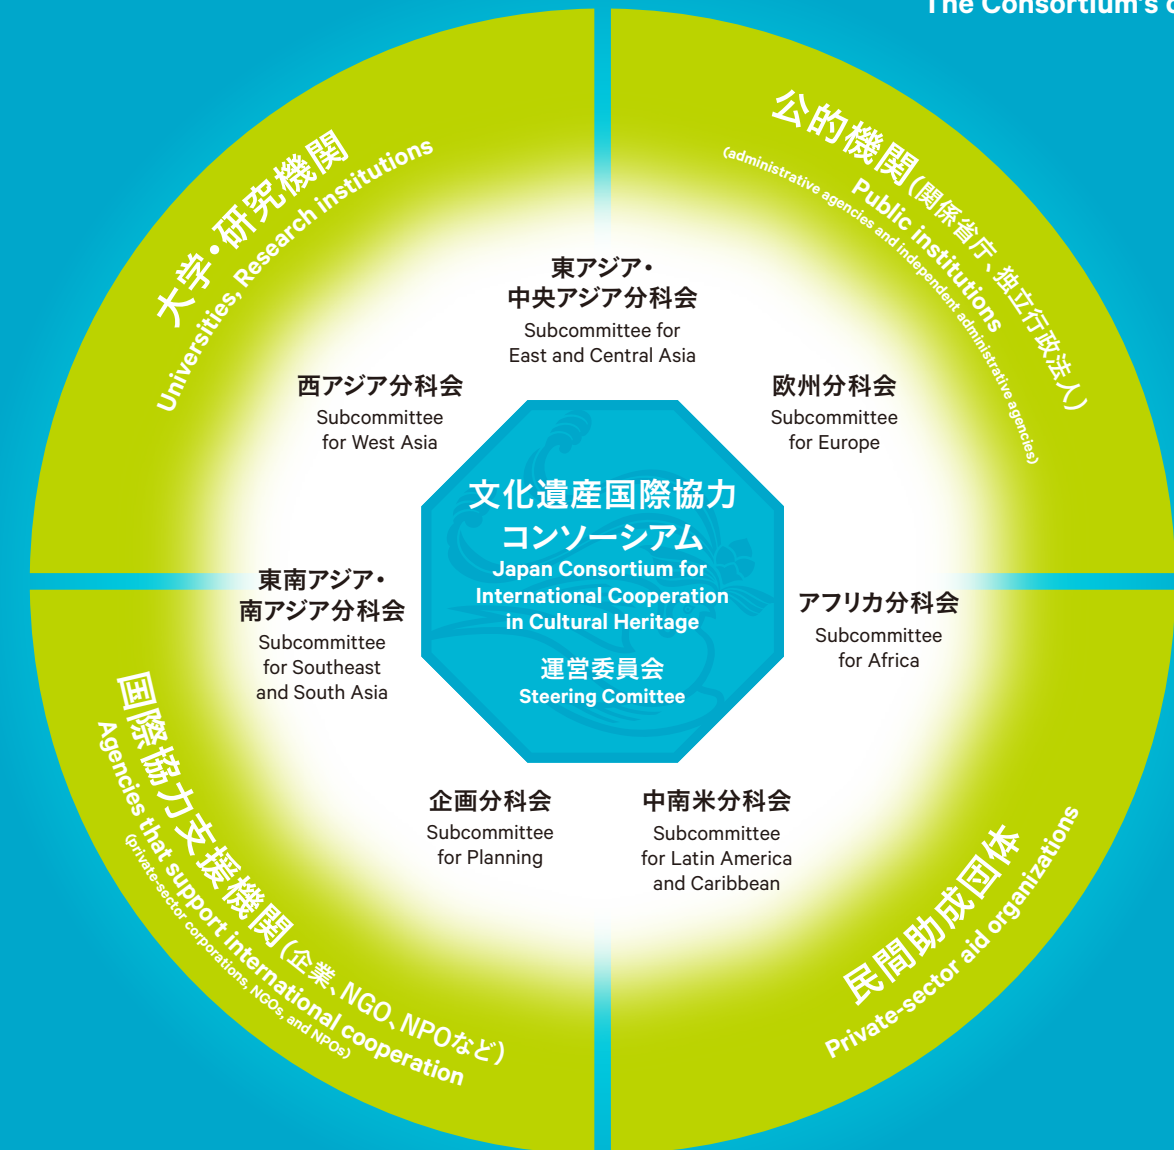 The Consortium's
大学・研究機関
Universities, Research institutions
公的機関(関係省庁、独立行政法人)
Public institutions
(administrative agencies and independent administrative agencies)
東アジア・
中央アジア分科会
Subcommittee for
East and Central Asia
西アジア分科会
Subcommittee
for West Asia
欧州分科会
Subcommittee
for Europe
文化遺産国際協力
コンソーシアム
Japan Consortium for
International Cooperation
in Cultural Heritage
運営委員会
Steering Comittee
東南アジア・
南アジア分科会
Subcommittee
for Southeast
and South Asia
アフリカ分科会
Subcommittee
for Africa
企画分科会
Subcommittee
for Planning
中南米分科会
Subcommittee
for Latin America
and Caribbean
国際協力支援機関(企業、NGO、NPOなど)
Agencies that support international cooperation
(private-sector corporations, NGOs, and NPOs)
民間助成団体
Private-sector aid organizations